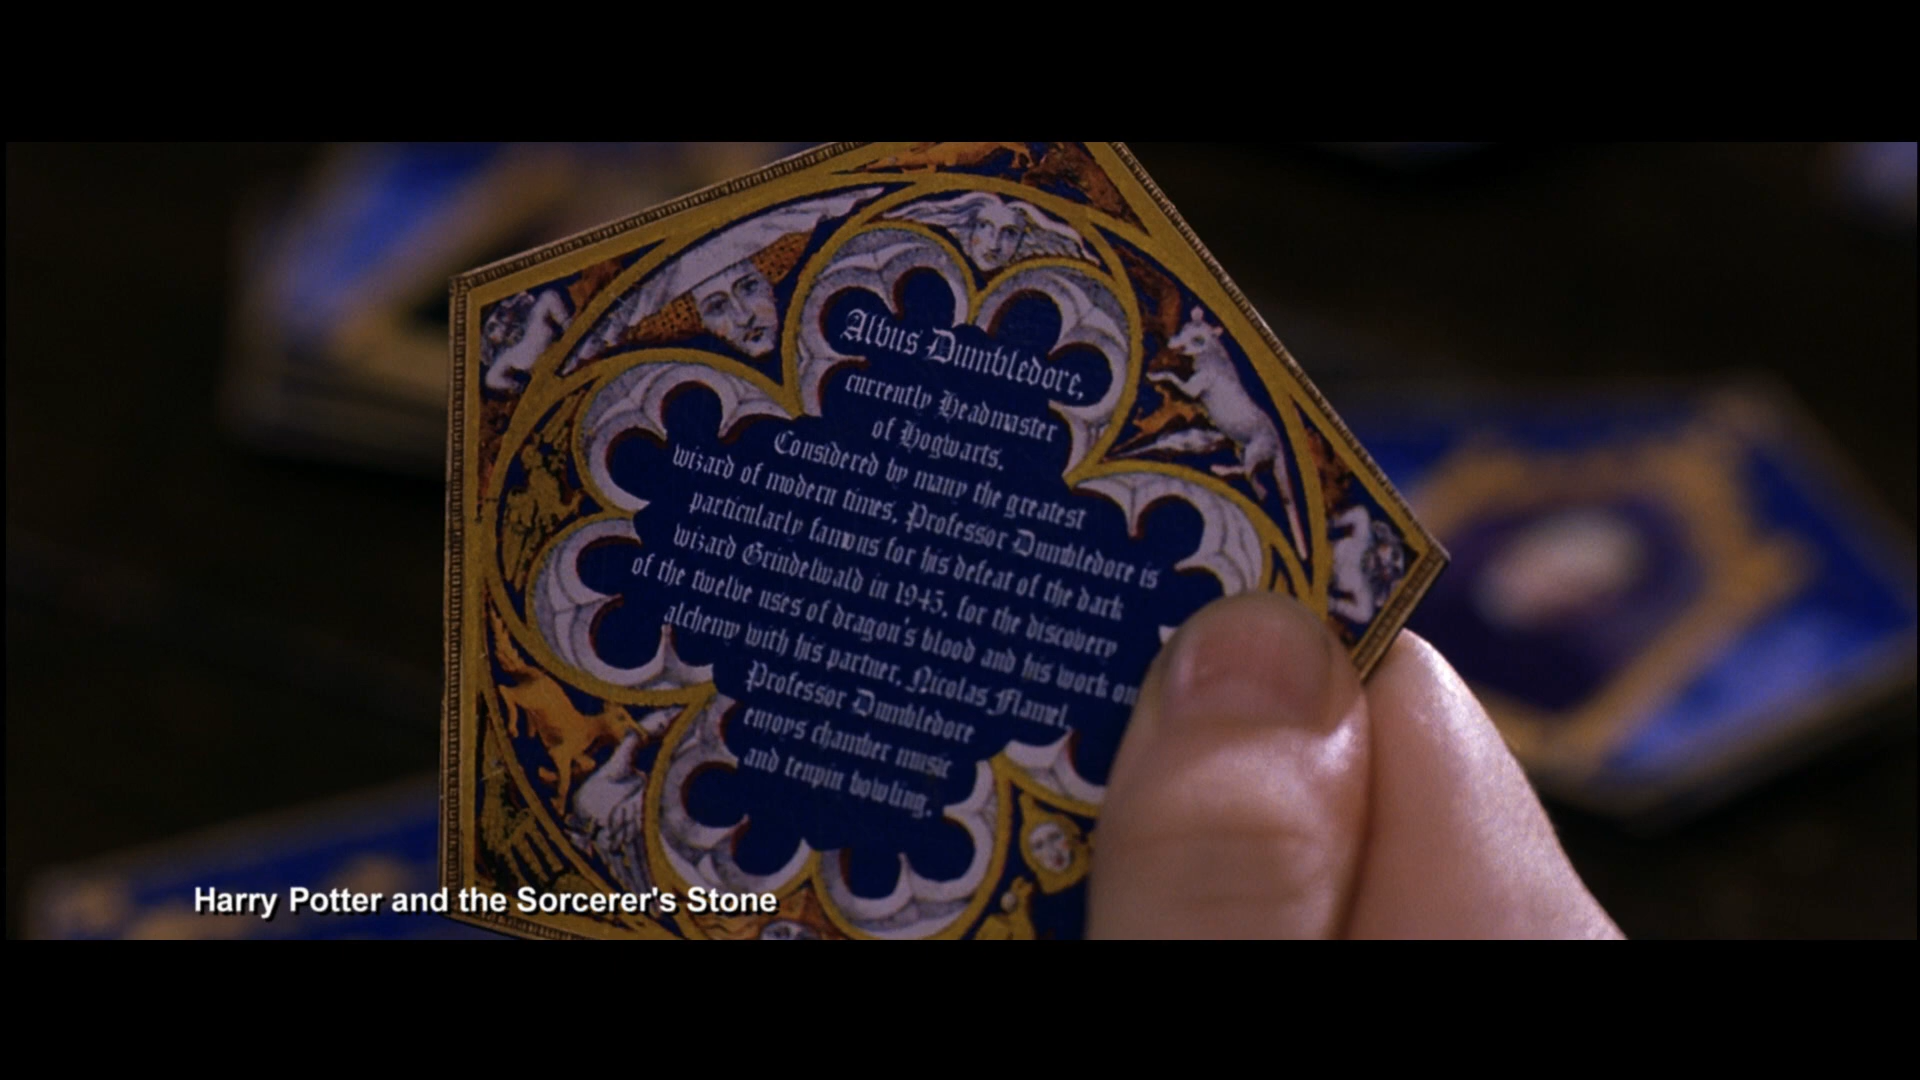 Albus Dumbledore,
currently Headmaster
of Hogwarts.
Considered by many the greatest
wizard of modern times, Professor Dumbledore is
particularly famous for his defeat of the dark
wizard Grindelwald in 1945, for the discovery
of the twelve uses of dragon's blood and his work on
alchemy with his partner, Nicolas Flamel.
Professor Dumbledore
enjoys chamber music
and tenpin bowling.
Harry Potter and the Sorcerer's Stone